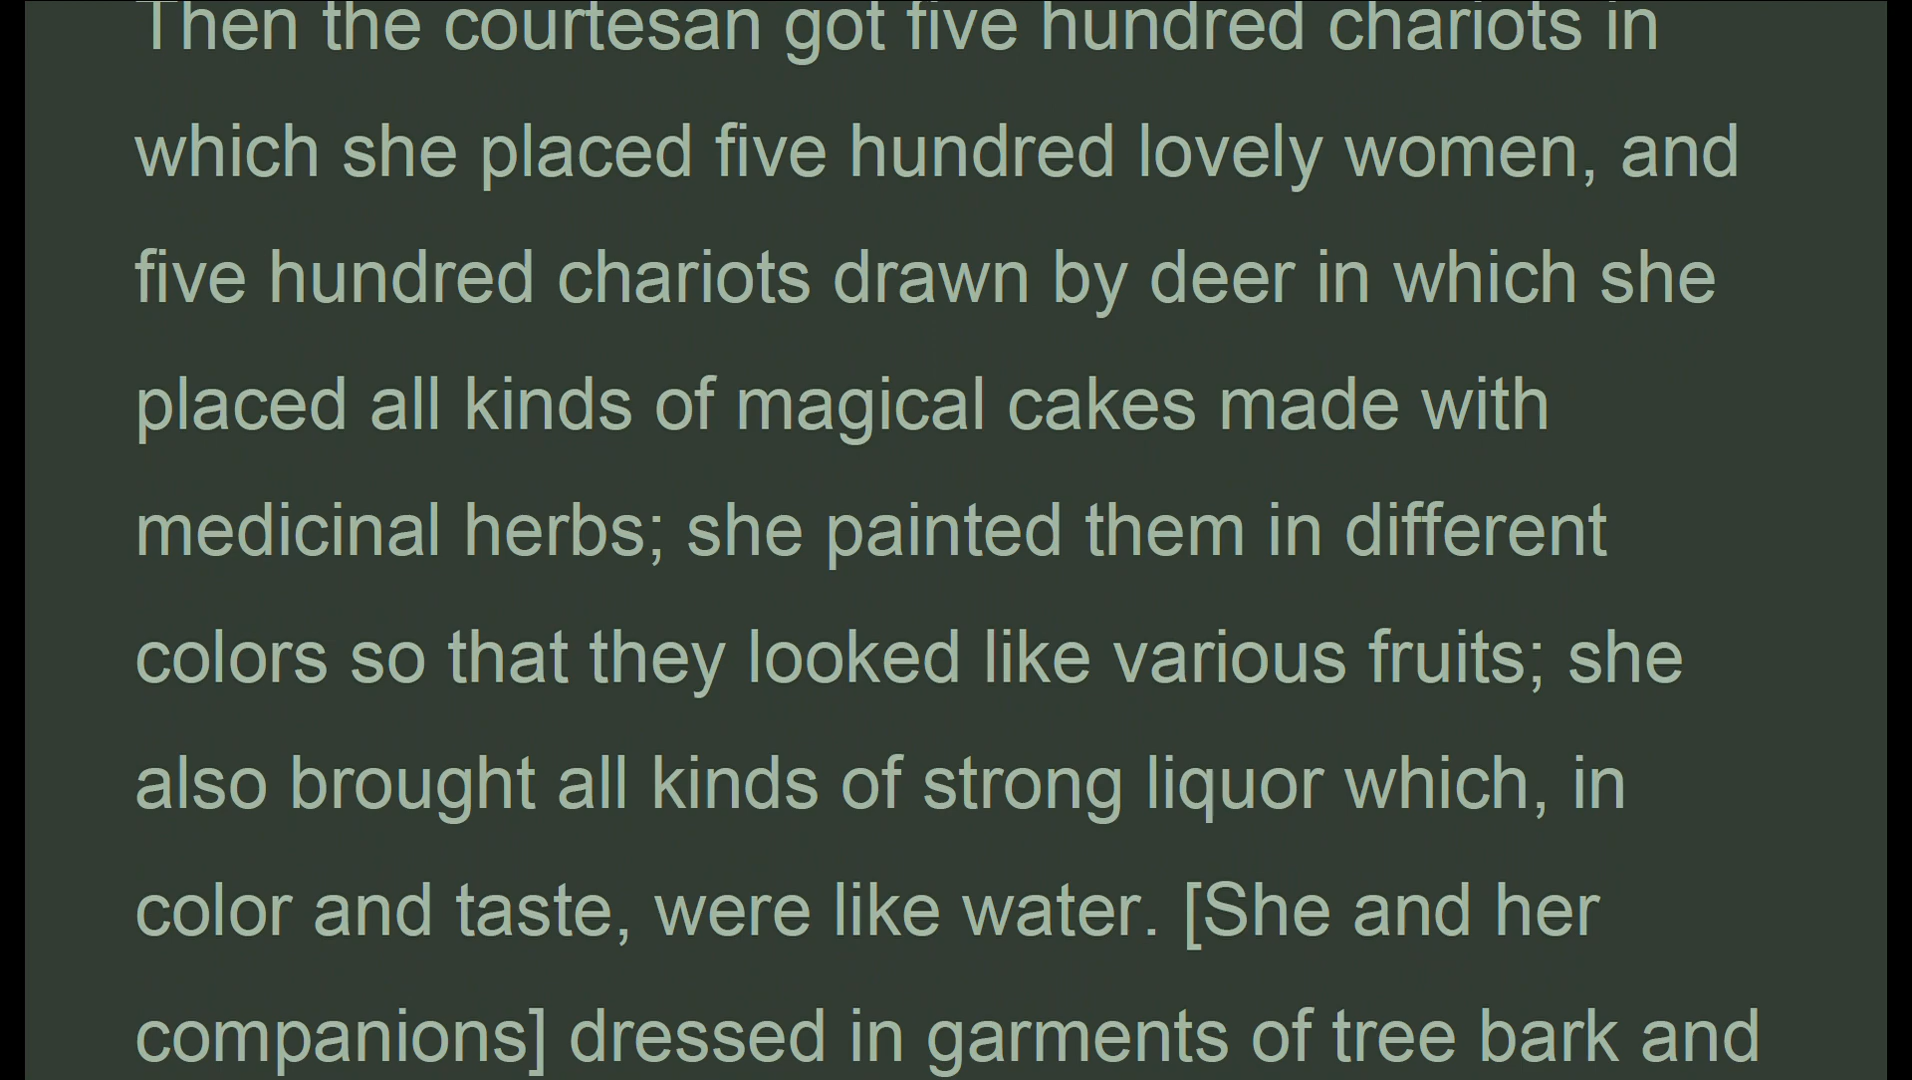 Then the courtesan got five hundred chariots in
which she placed five hundred lovely women, and
five hundred chariots drawn by deer in which she
placed all kinds of magical cakes made with
medicinal herbs; she painted them in different
colors so that they looked like various fruits; she
also brought all kinds of strong liquor which, in
color and taste, were like water. [She and her
companions] dressed in garments of tree bark and